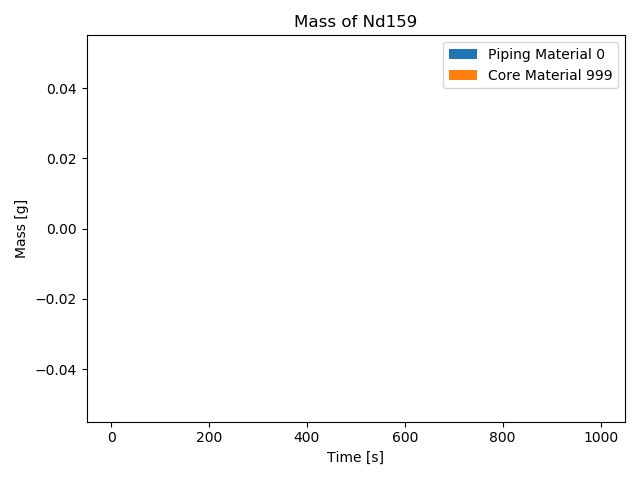 Mass of Nd159
Piping Material 0
Core Material 999
Mass [g]
0.04
0.02
0.00
−0.02
−0.04
0 200 400 600 800 1000
Time [s]